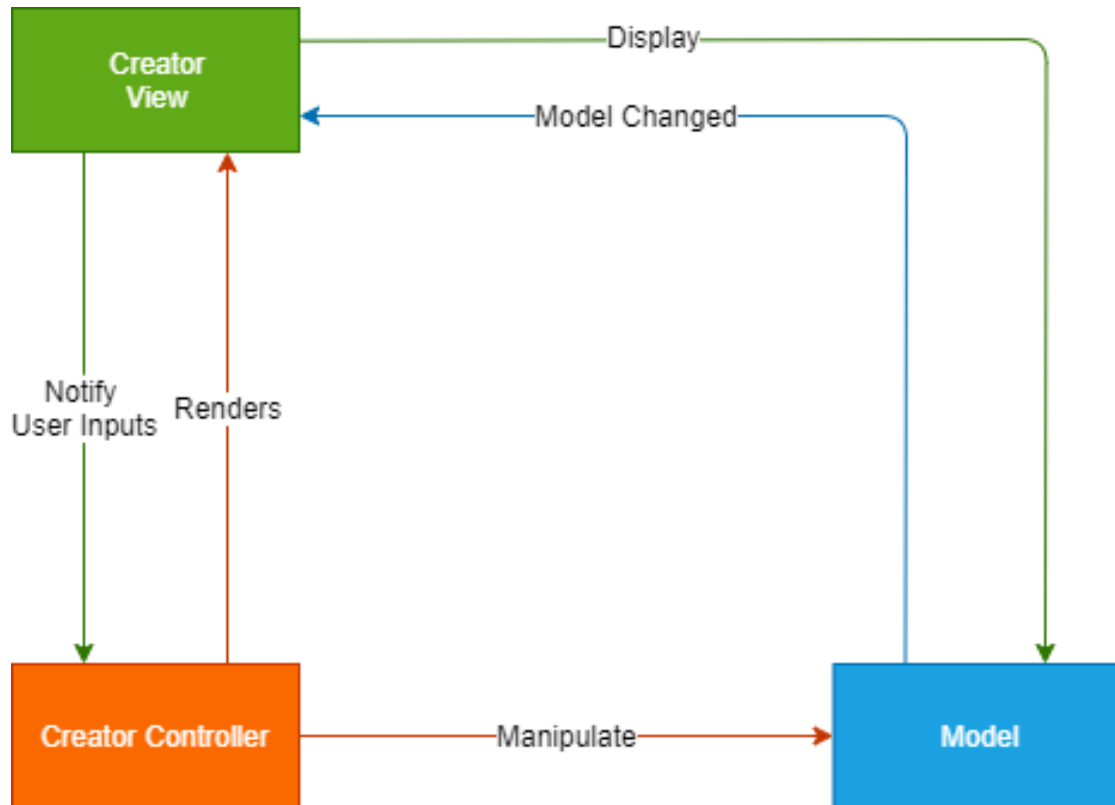 Creator
View
Display
Model Changed
Notify
User Inputs
Renders
Creator Controller
Manipulate
Model